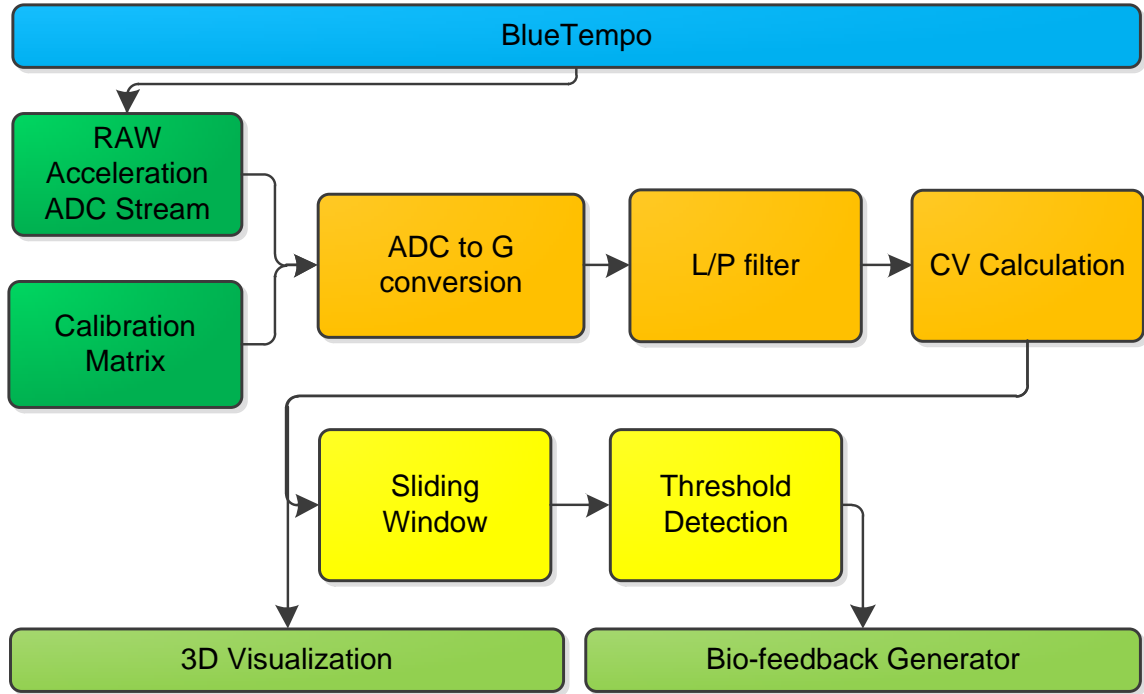 BlueTempo
RAW
Acceleration
ADC Stream
ADC to G
conversion
L/P filter
CV Calculation
Calibration
Matrix
Sliding
Window
Threshold
Detection
3D Visualization
Bio-feedback Generator